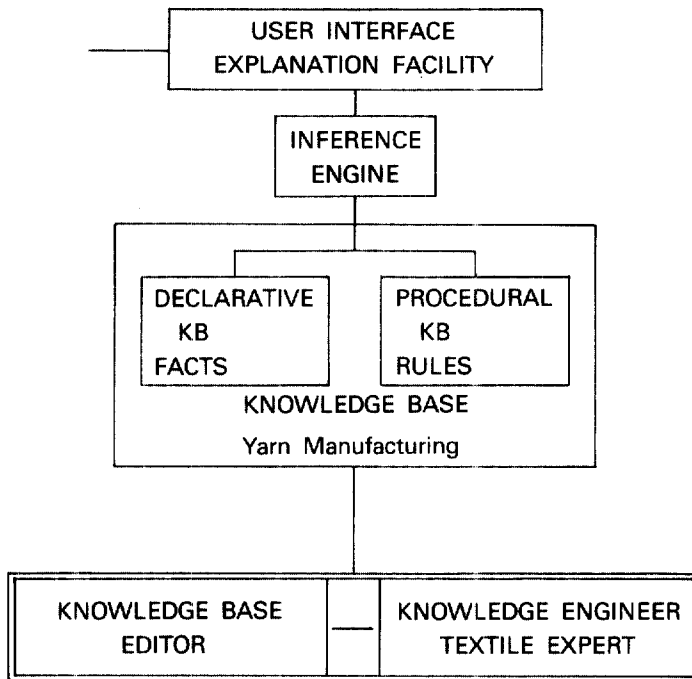 USER INTERFACE
EXPLANATION FACILITY
INFERENCE
ENGINE
DECLARATIVE
KB
FACTS
PROCEDURAL
KB
RULES
KNOWLEDGE BASE
Yarn Manufacturing
KNOWLEDGE BASE
EDITOR
KNOWLEDGE ENGINEER
TEXTILE EXPERT